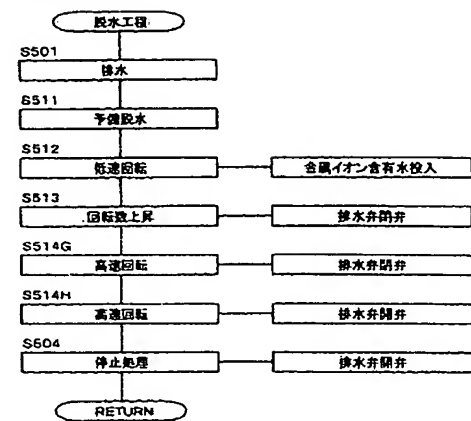 脱水工程
S501
排水
S511
予備脱水
S512
低速回転
金属イオン含有水投入
S513
回転数上昇
排水弁閉弁
S514G
高速回転
排水弁閉弁
S514H
高速回転
排水弁開弁
S504
停止処理
排水弁開弁
RETURN